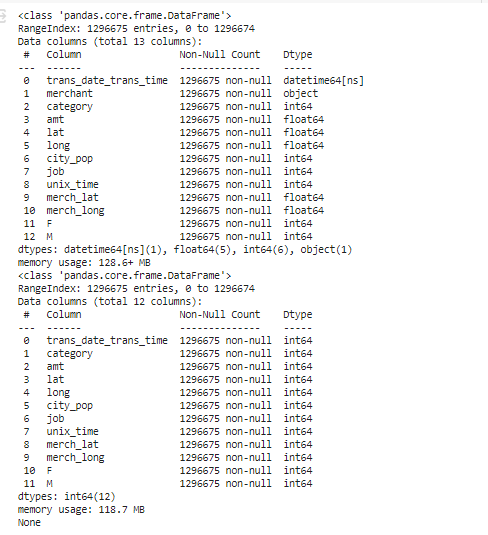 <class 'pandas.core.frame.DataFrame'>
RangeIndex: 1296675 entries, 0 to 1296674
Data columns (total 13 columns):
 #   Column                 Non-Null Count    Dtype
---  ------                 --------------    -----
 0   trans_date_trans_time  1296675 non-null  datetime64[ns]
 1   merchant               1296675 non-null  object
 2   category               1296675 non-null  int64
 3   amt                    1296675 non-null  float64
 4   lat                    1296675 non-null  float64
 5   long                   1296675 non-null  float64
 6   city_pop               1296675 non-null  int64
 7   job                    1296675 non-null  int64
 8   unix_time              1296675 non-null  int64
 9   merch_lat              1296675 non-null  float64
 10  merch_long             1296675 non-null  float64
 11  F                      1296675 non-null  int64
 12  M                      1296675 non-null  int64
dtypes: datetime64[ns](1), float64(5), int64(6), object(1)
memory usage: 128.6+ MB
<class 'pandas.core.frame.DataFrame'>
RangeIndex: 1296675 entries, 0 to 1296674
Data columns (total 12 columns):
 #   Column                 Non-Null Count    Dtype
---  ------                 --------------    -----
 0   trans_date_trans_time  1296675 non-null  int64
 1   category               1296675 non-null  int64
 2   amt                    1296675 non-null  int64
 3   lat                    1296675 non-null  int64
 4   long                   1296675 non-null  int64
 5   city_pop               1296675 non-null  int64
 6   job                    1296675 non-null  int64
 7   unix_time              1296675 non-null  int64
 8   merch_lat              1296675 non-null  int64
 9   merch_long             1296675 non-null  int64
 10  F                      1296675 non-null  int64
 11  M                      1296675 non-null  int64
dtypes: int64(12)
memory usage: 118.7 MB
None